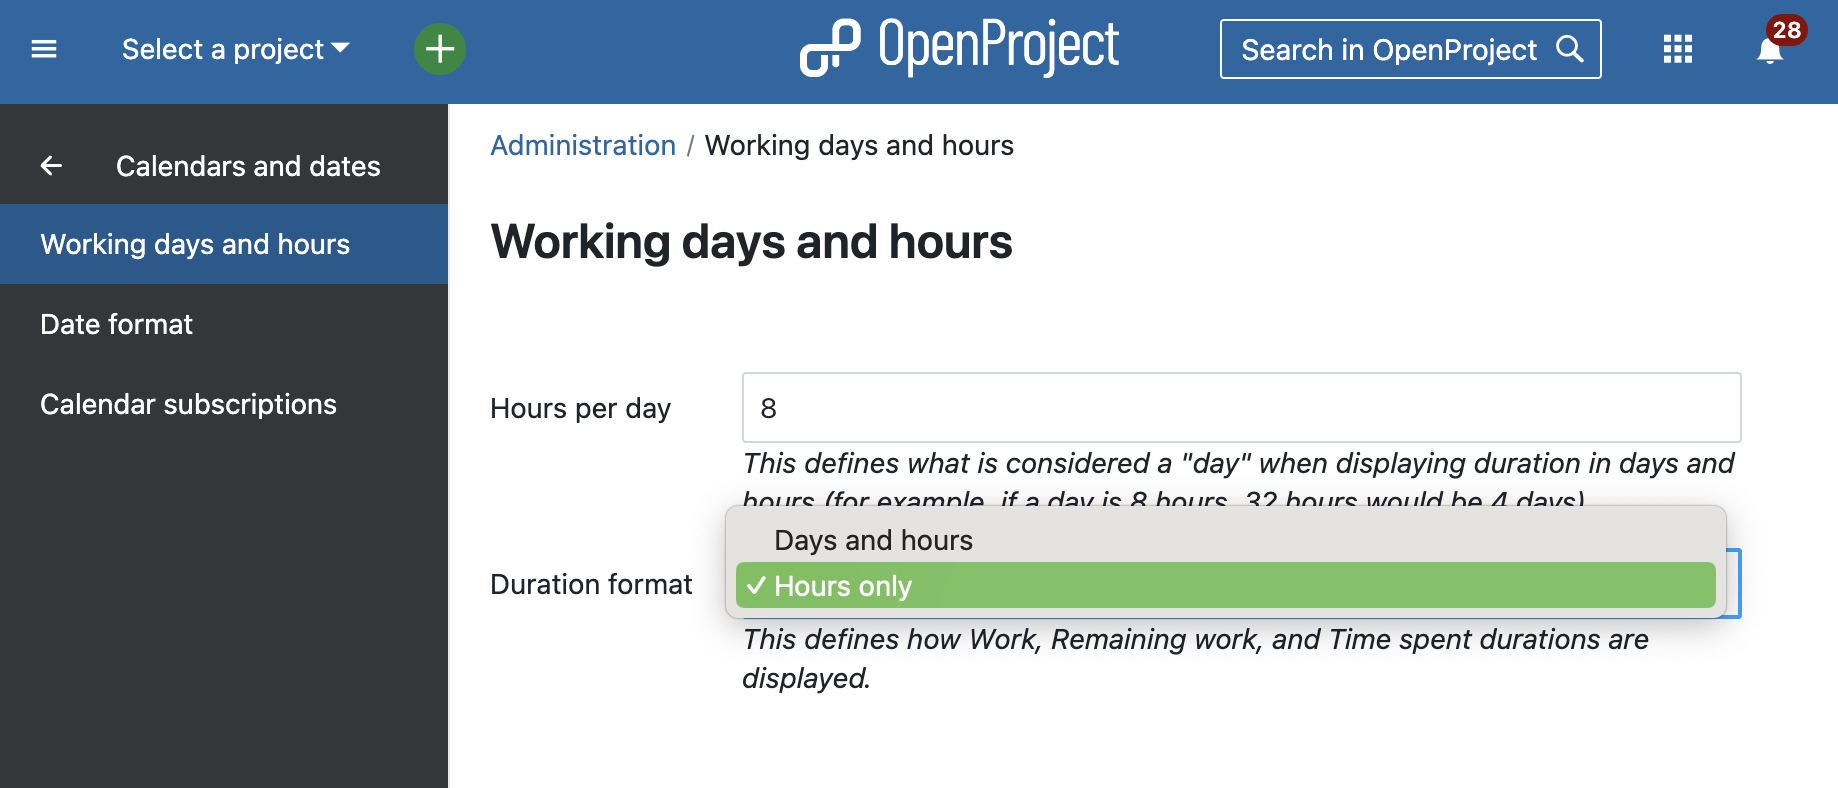 Select a project
OpenProject
Search in OpenProject
28
Calendars and dates
Working days and hours
Date format
Calendar subscriptions
Administration / Working days and hours
Working days and hours
Hours per day
8
This defines what is considered a "day" when displaying duration in days and
hours (for example, if a day is 8 hours, 32 hours would be 4 days).
Duration format
Days and hours
✓ Hours only
This defines how Work, Remaining work, and Time spent durations are
displayed.